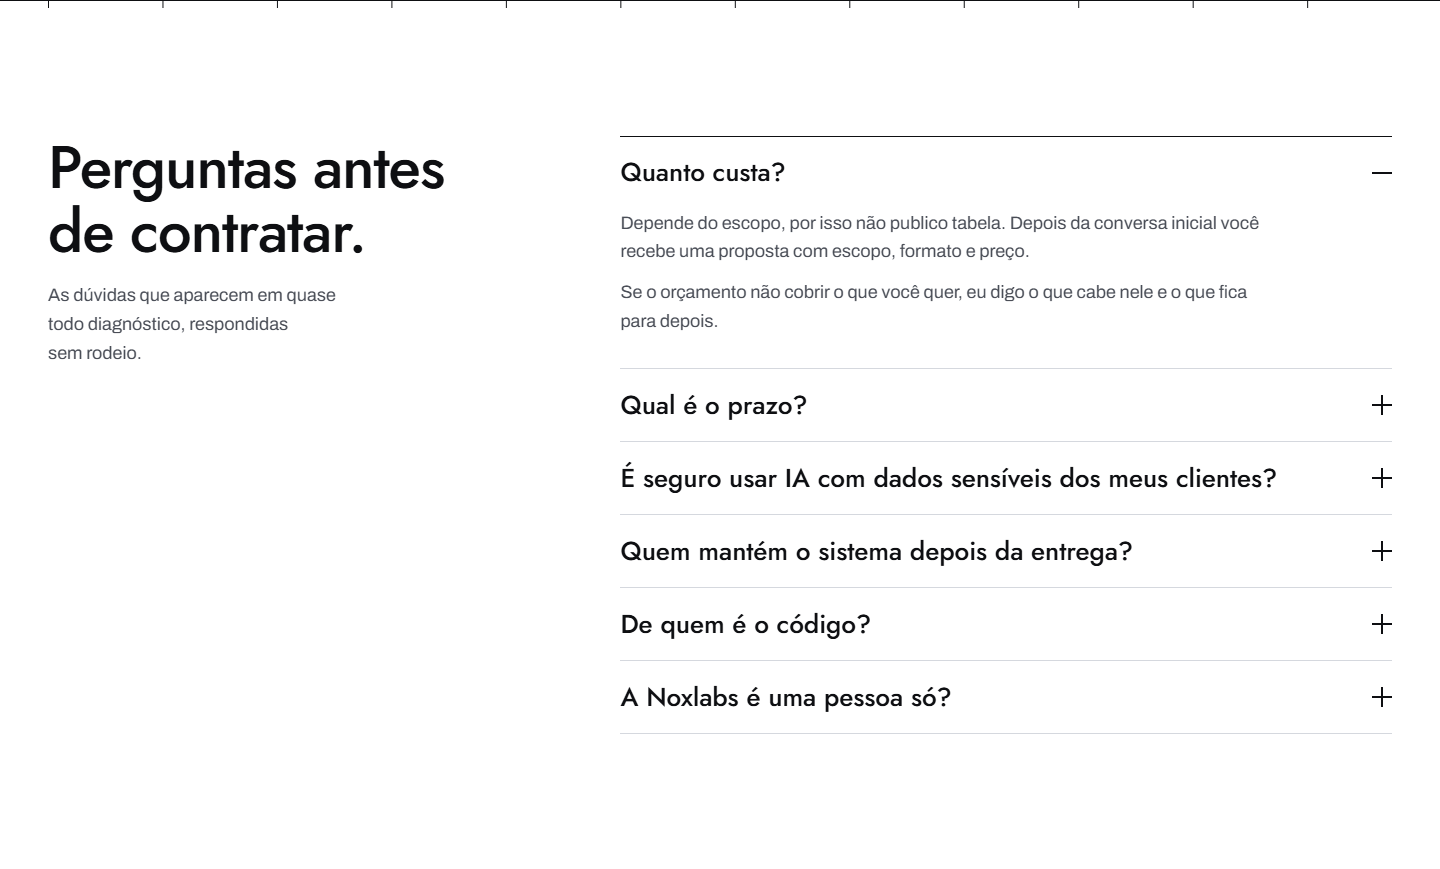 Perguntas antes
de contratar.
As dúvidas que aparecem em quase
todo diagnóstico, respondidas
sem rodeio.
Quanto custa?
Depende do escopo, por isso não publico tabela. Depois da conversa inicial você
recebe uma proposta com escopo, formato e preço.
Se o orçamento não cobrir o que você quer, eu digo o que cabe nele e o que fica
para depois.
Qual é o prazo?
É seguro usar IA com dados sensíveis dos meus clientes?
Quem mantém o sistema depois da entrega?
De quem é o código?
A Noxlabs é uma pessoa só?